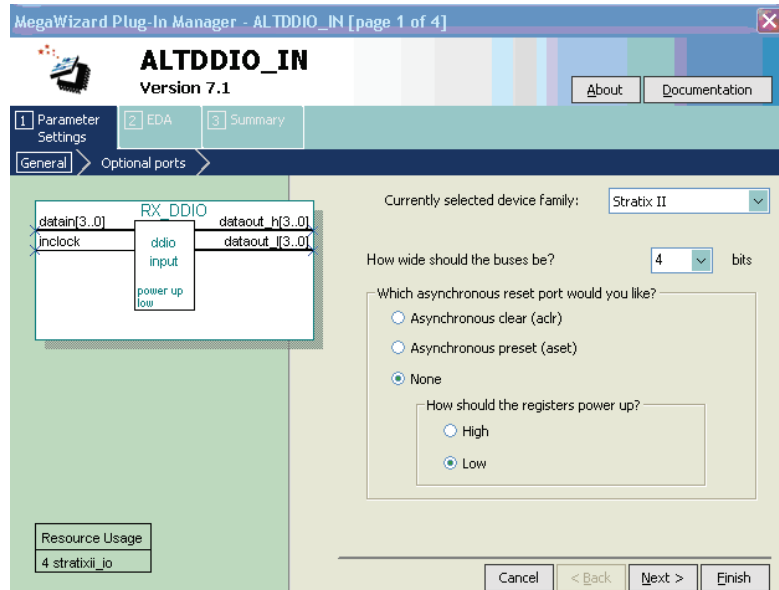 MegaWizard Plug-In Manager - ALTDDIO_IN [page 1 of 4]
ALTDDIO_IN
Version 7.1
About
Documentation
1 Parameter Settings
2 EDA
3 Summary
General
Optional ports
RX_DDIO
datain[3..0]
inclock
dataout_h[3..0]
dataout_l[3..0]
ddio
input
power up
low
Currently selected device family:
Stratix II
How wide should the buses be?
4
bits
Which asynchronous reset port would you like?
Asynchronous clear (aclr)
Asynchronous preset (aset)
None
How should the registers power up?
High
Low
Resource Usage
4 stratixii_io
Cancel
< Back
Next >
Finish